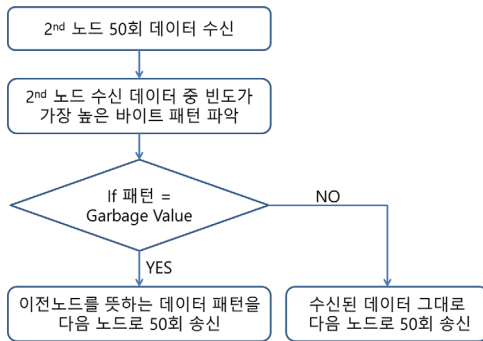 2nd 노드 50회 데이터 수신
2nd 노드 수신 데이터 중 빈도가
가장 높은 바이트 패턴 파악
If 패턴 =
Garbage Value
NO
YES
이전노드를 뜻하는 데이터 패턴을
다음 노드로 50회 송신
수신된 데이터 그대로
다음 노드로 50회 송신